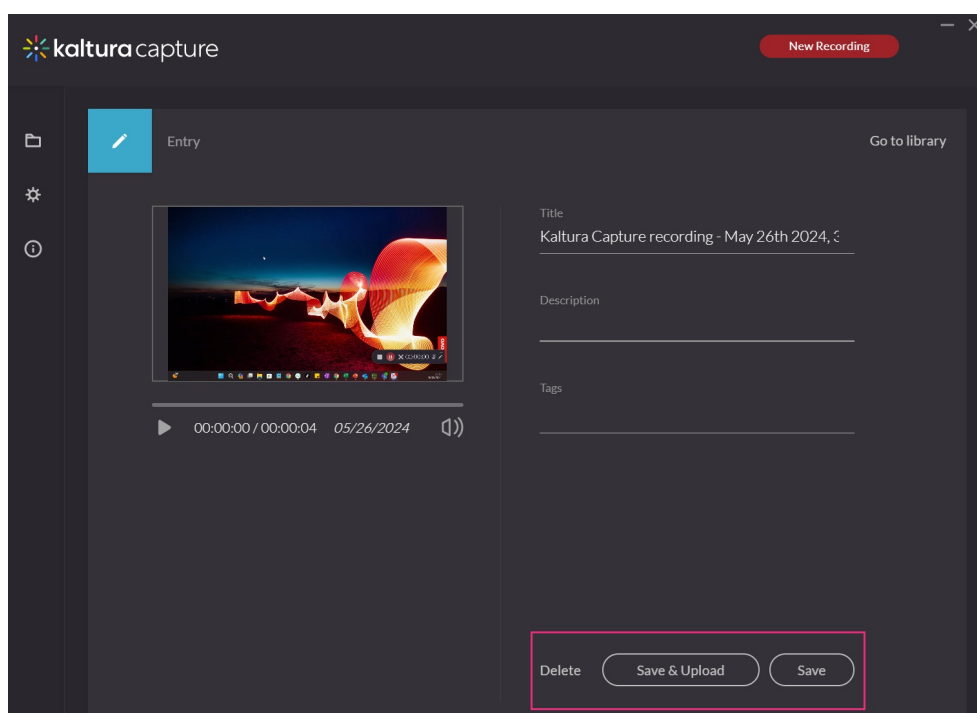 kaltura capture
New Recording
Entry
Go to library
Title
Kaltura Capture recording - May 26th 2024, 3
Description
Tags
00:00:00 / 00:00:04 05/26/2024
Delete Save & Upload Save